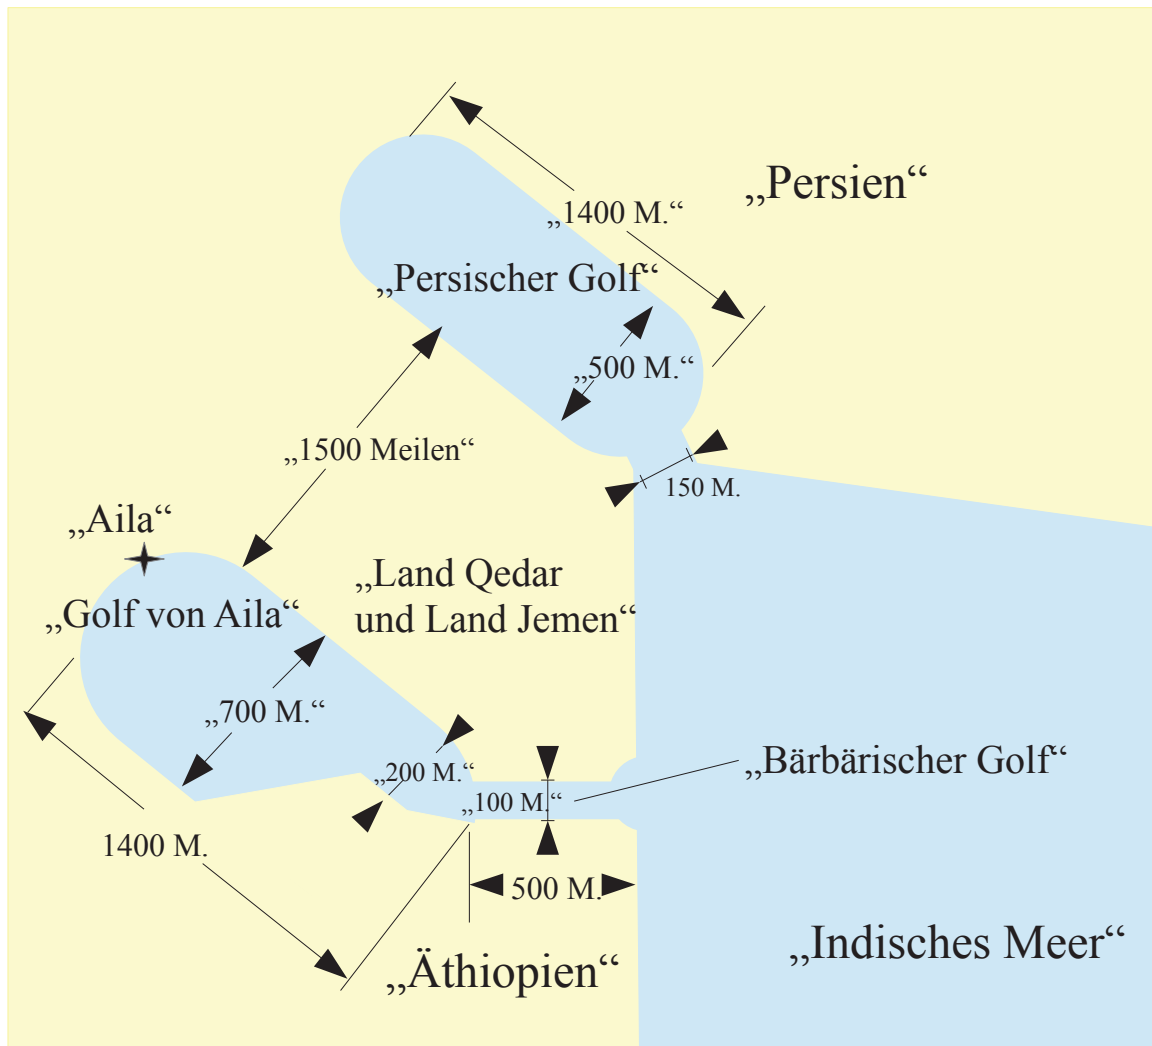 „Persien“
„1400 M.“
„Persischer Golf“
„500 M.“
„1500 Meilen“
150 M.
„Aila“
„Land Qedar
und Land Jemen“
„Golf von Aila“
„700 M.“
„200 M.“
„Bärbärischer Golf“
„100 M.“
1400 M.
500 M.
„Indisches Meer“
„Äthiopien“